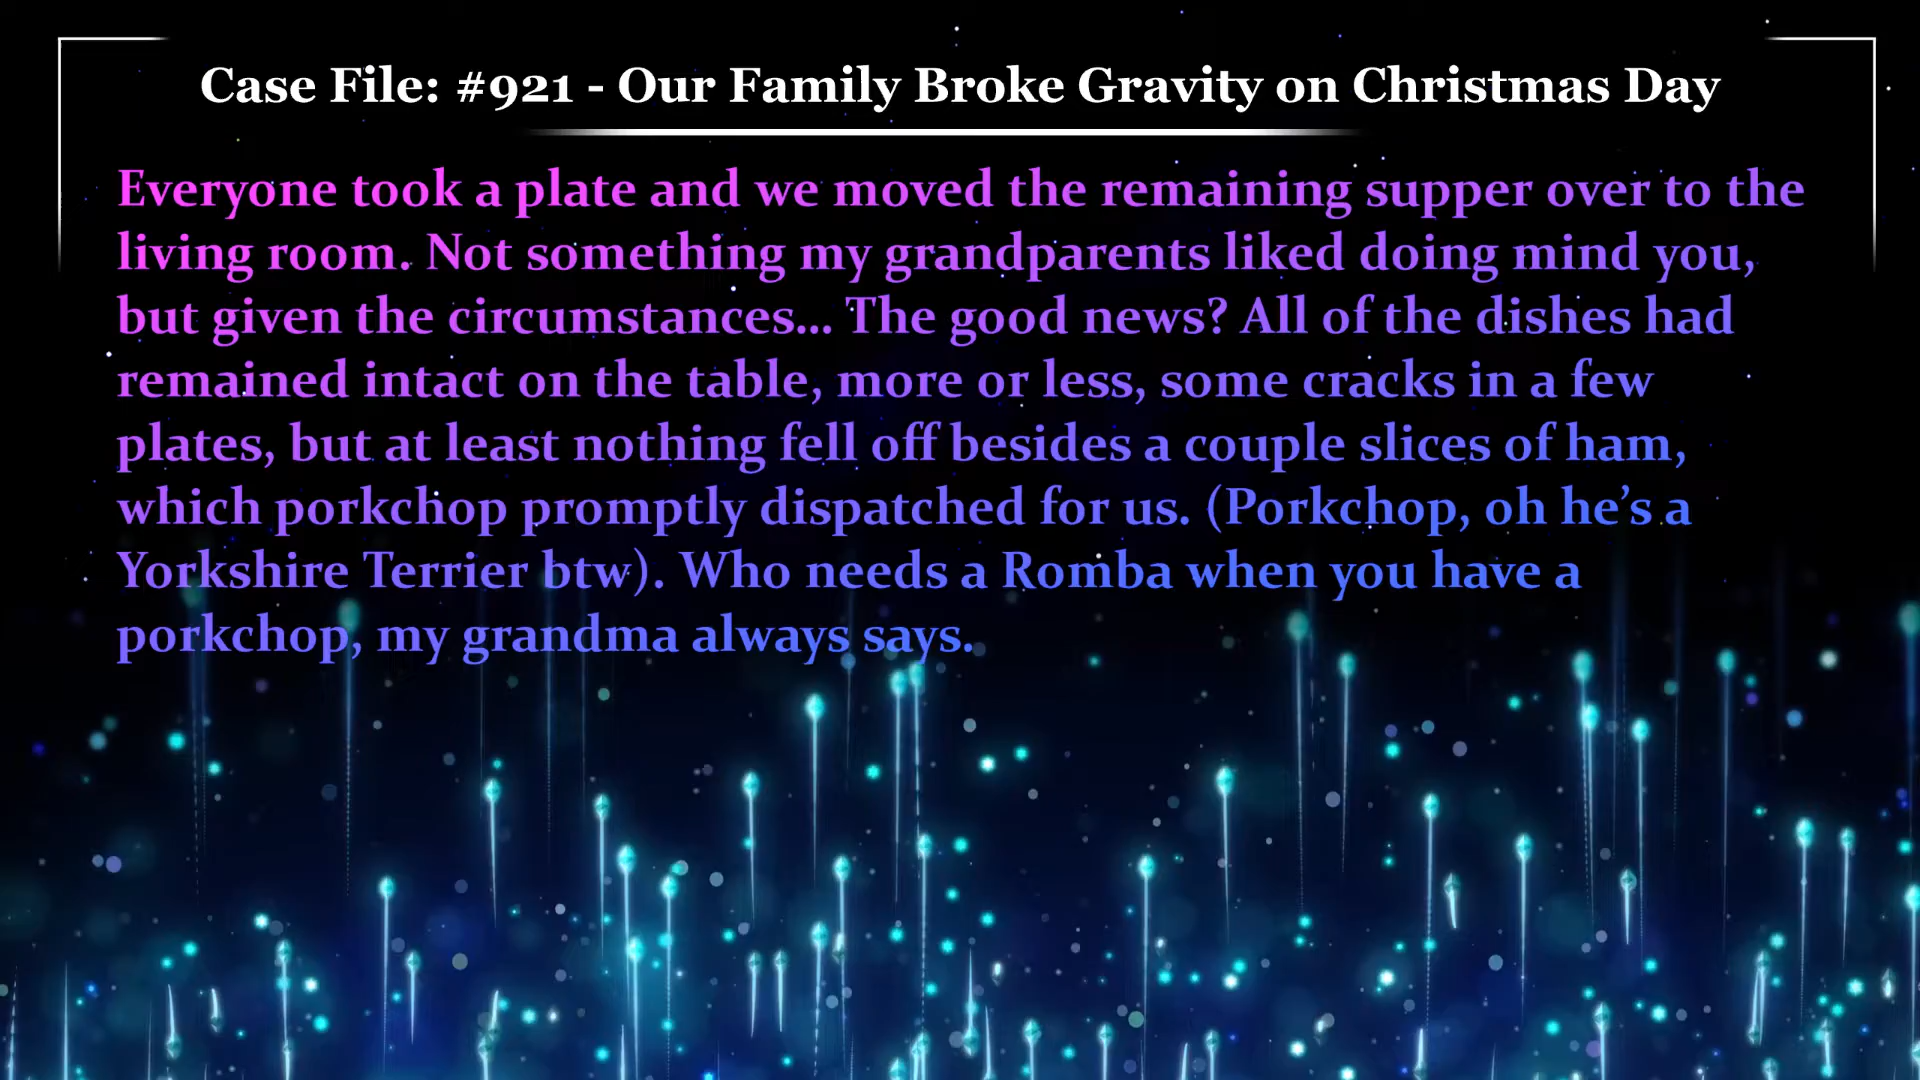 Case File: #921 - Our Family Broke Gravity on Christmas Day
Everyone took a plate and we moved the remaining supper over to the
living room. Not something my grandparents liked doing mind you,
but given the circumstances... The good news? All of the dishes had
remained intact on the table, more or less, some cracks in a few
plates, but at least nothing fell off besides a couple slices of ham,
which porkchop promptly dispatched for us. (Porkchop, oh he’s a
Yorkshire Terrier btw). Who needs a Romba when you have a
porkchop, my grandma always says.